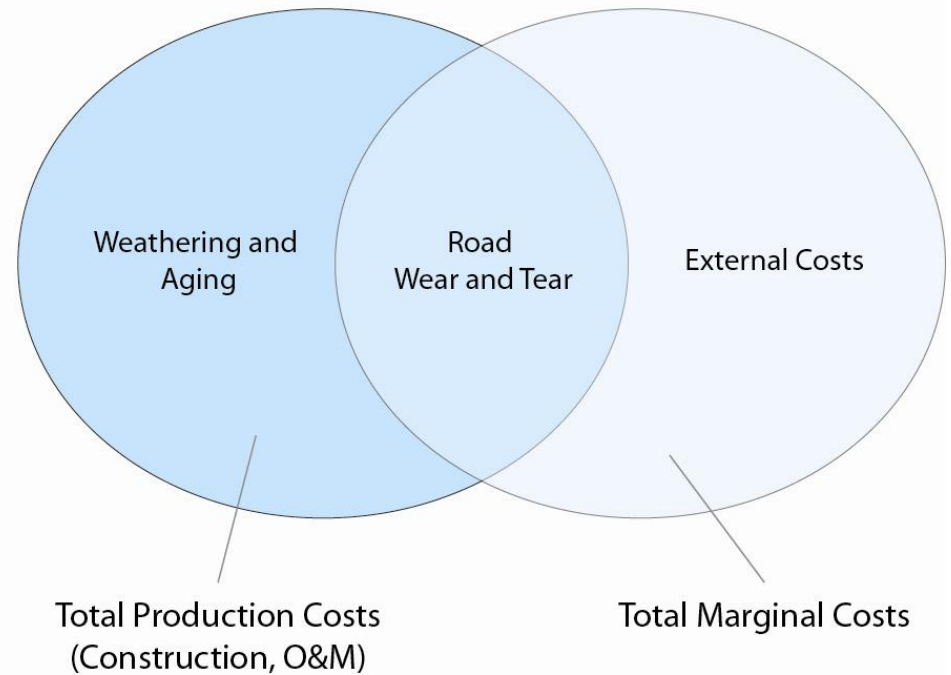 Weathering and
Aging
Road
Wear and Tear
External Costs
Total Production Costs
(Construction, O&M)
Total Marginal Costs